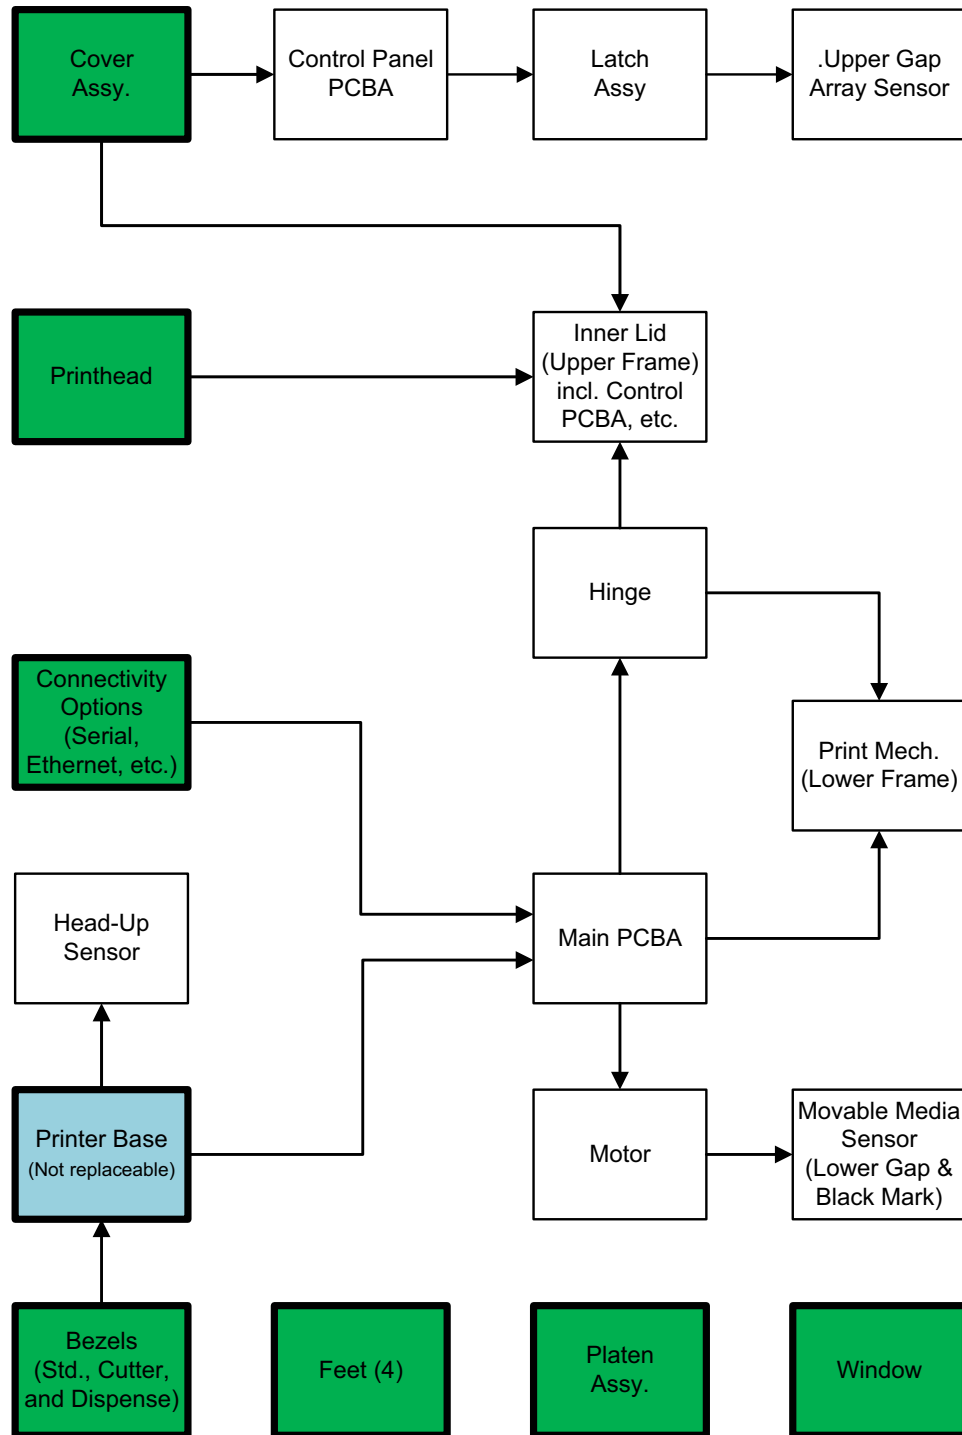 Cover
Assy.
Control Panel
PCBA
Latch
Assy
.Upper Gap
Array Sensor
Printhead
Inner Lid
(Upper Frame)
incl. Control
PCBA, etc.
Hinge
Connectivity
Options
(Serial,
Ethernet, etc.)
Print Mech.
(Lower Frame)
Head-Up
Sensor
Main PCBA
Printer Base
(Not replaceable)
Motor
Movable Media
Sensor
(Lower Gap &
Black Mark)
Bezels
(Std., Cutter,
and Dispense)
Feet (4)
Platen
Assy.
Window